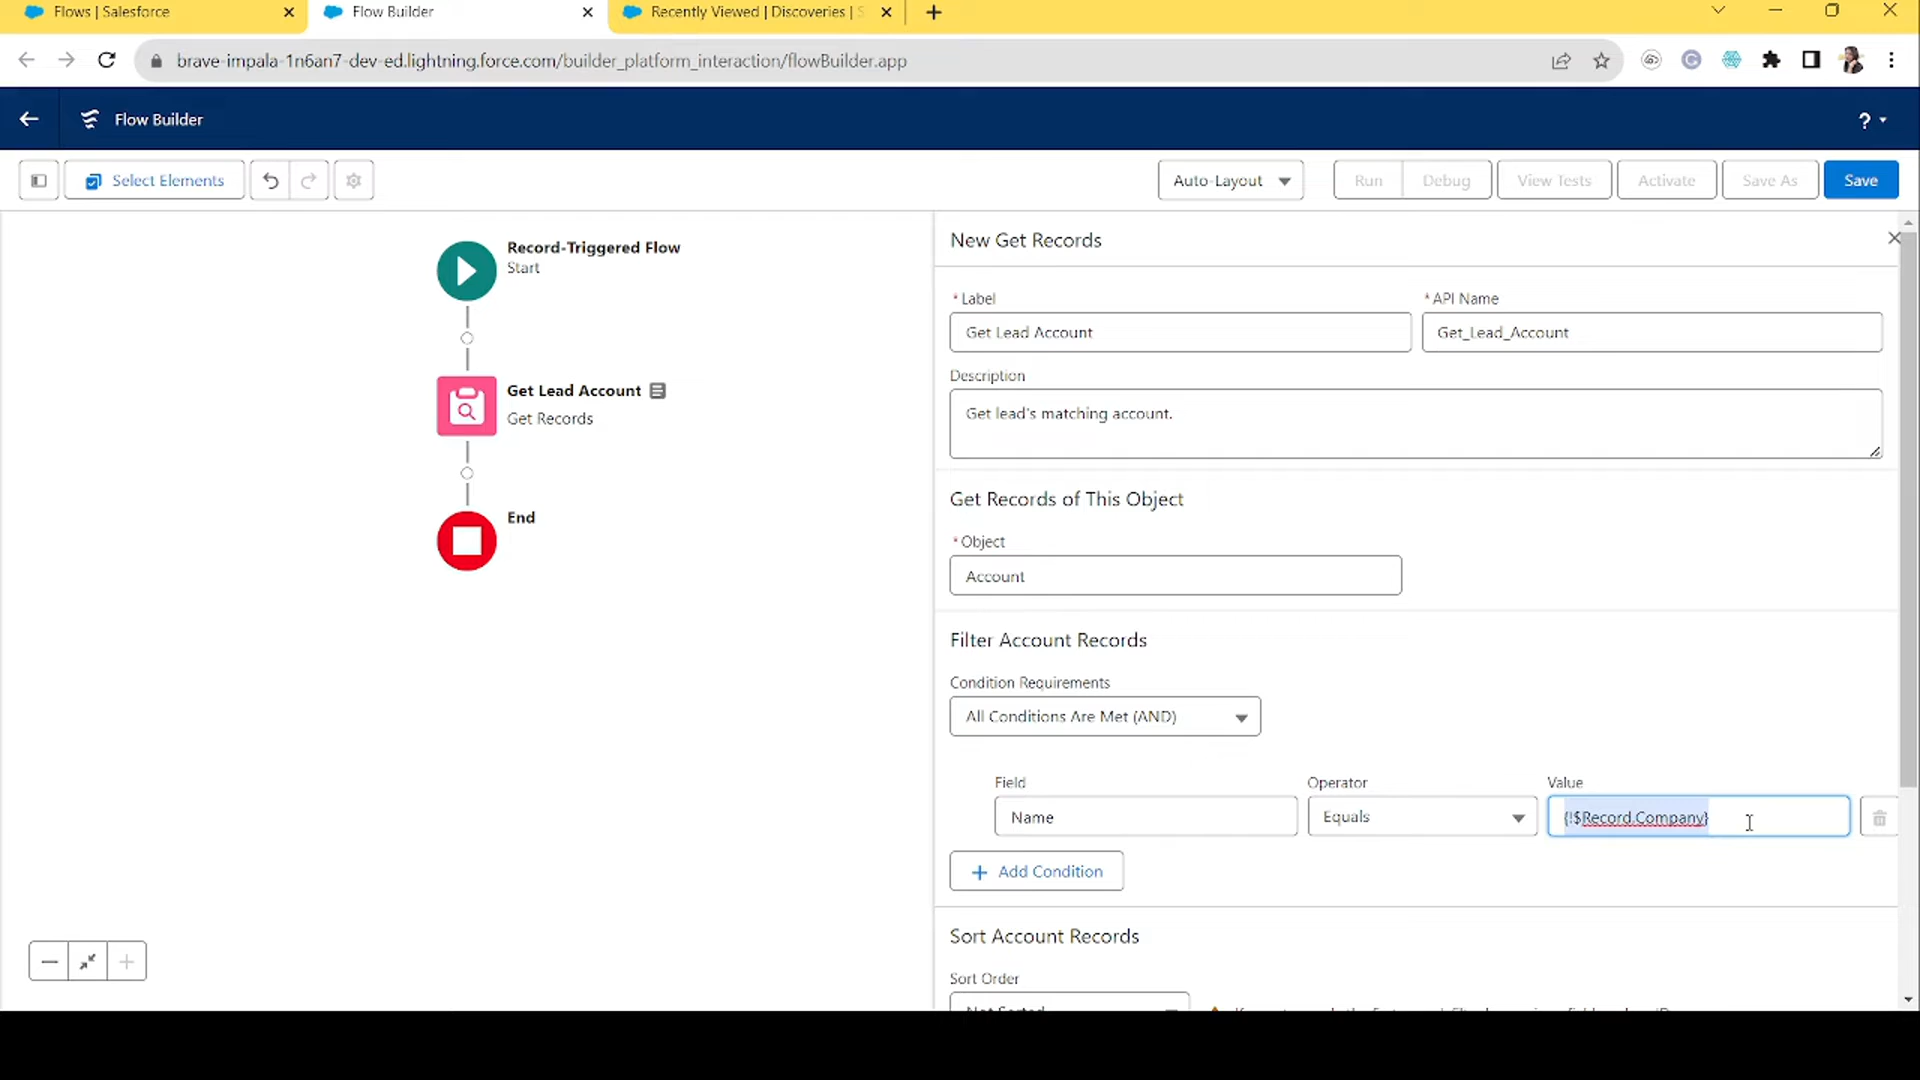 Flows | Salesforce
Flow Builder
Recently Viewed | Discoveries |
brave-impala-1n6an7-dev-ed.lightning.force.com/builder_platform_interaction/flowBuilder.app
Flow Builder
?
Select Elements
Auto-Layout
Run
Debug
View Tests
Activate
Save As
Save
Record-Triggered Flow
Start
Get Lead Account
Get Records
End
New Get Records
* Label
* API Name
Get Lead Account
Get_Lead_Account
Description
Get lead's matching account.
Get Records of This Object
* Object
Account
Filter Account Records
Condition Requirements
All Conditions Are Met (AND)
Field
Operator
Value
Name
Equals
{!$Record.Company}
+ Add Condition
Sort Account Records
Sort Order
Not Sorted